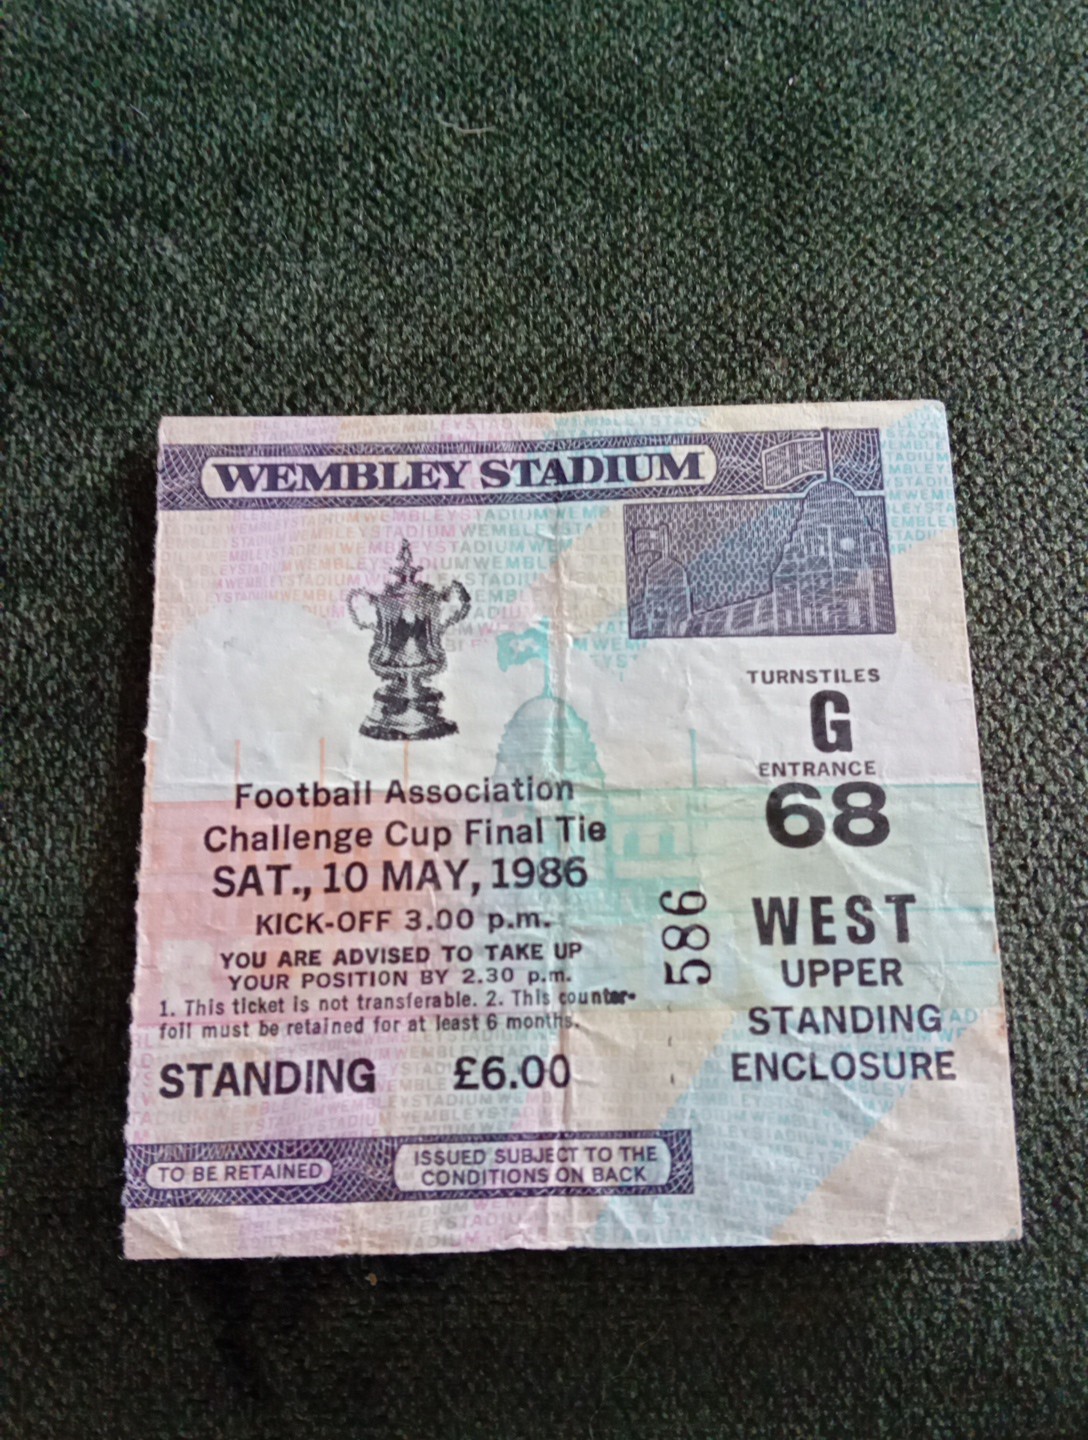 WEMBLEY STADIUM
Football Association
Challenge Cup Final Tie
SAT., 10 MAY, 1986
KICK-OFF 3.00 p.m.
YOU ARE ADVISED TO TAKE UP
YOUR POSITION BY 2.30 p.m.
1. This ticket is not transferable. 2. This counter-
foil must be retained for at least 6 months.
STANDING £6.00
TO BE RETAINED
ISSUED SUBJECT TO THE
CONDITIONS ON BACK
586
TURNSTILES
G
ENTRANCE
68
WEST
UPPER
STANDING
ENCLOSURE